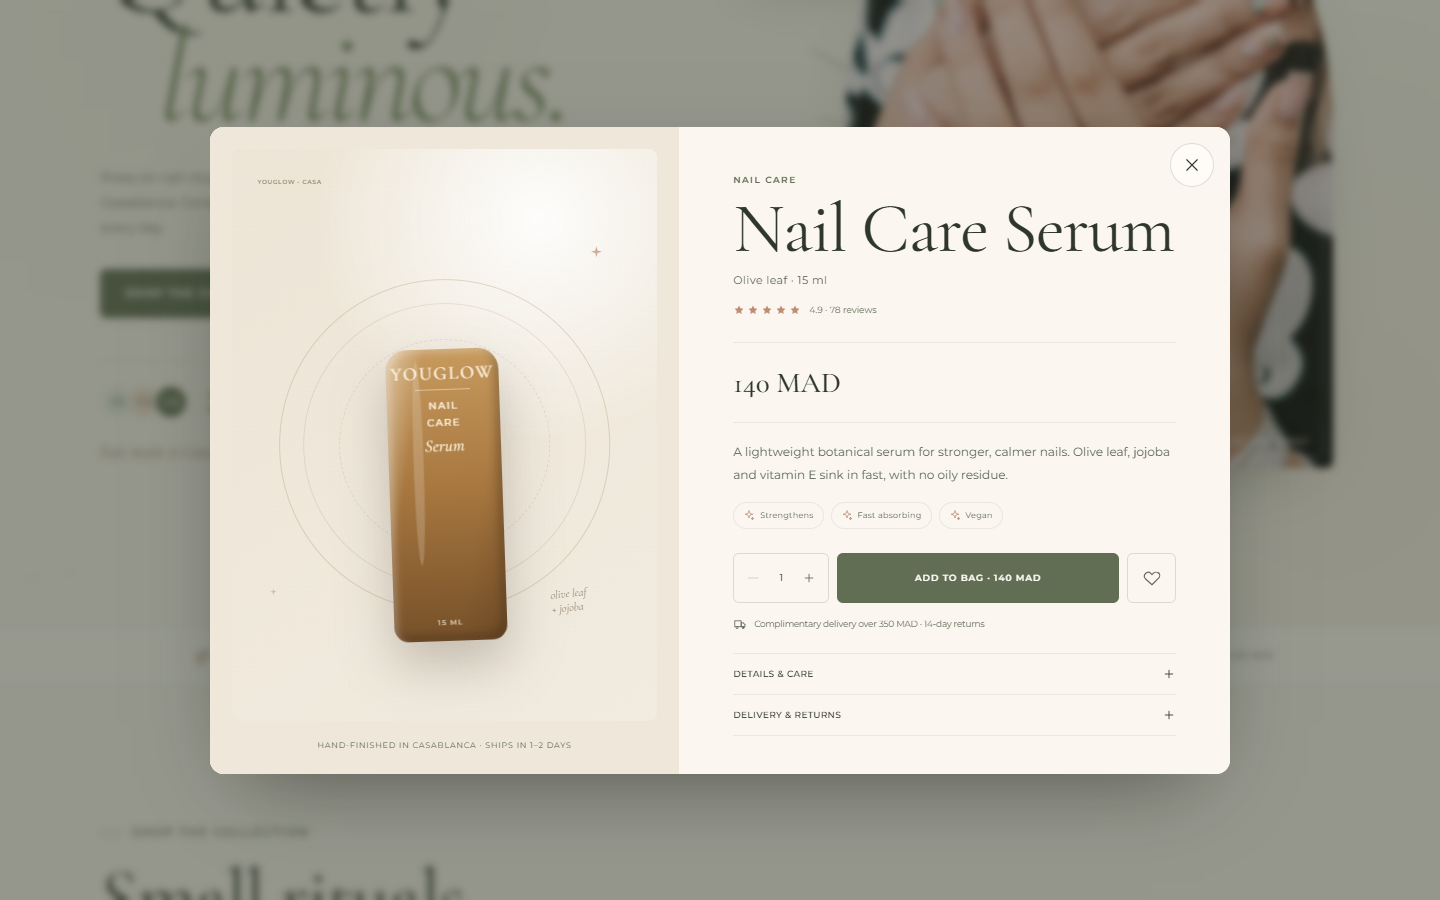 Quietly
luminous.
YOUGLOW · CASA
YOUGLOW
NAIL
CARE
Serum
15 ML
olive leaf
+ jojoba
HAND-FINISHED IN CASABLANCA · SHIPS IN 1–2 DAYS
NAIL CARE
Nail Care Serum
Olive leaf · 15 ml
4.9 · 78 reviews
140 MAD
A lightweight botanical serum for stronger, calmer nails. Olive leaf, jojoba
and vitamin E sink in fast, with no oily residue.
Strengthens
Fast absorbing
Vegan
1
ADD TO BAG · 140 MAD
Complimentary delivery over 350 MAD · 14-day returns
DETAILS & CARE
DELIVERY & RETURNS
SHOP THE COLLECTION
Small rituals